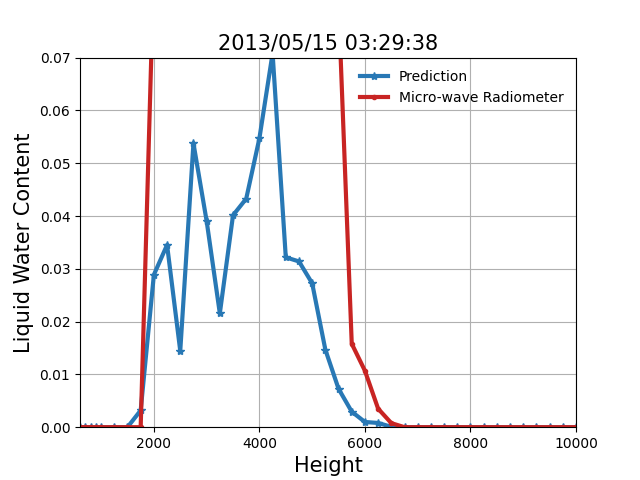 2013/05/15 03:29:38
Prediction
Micro-wave Radiometer
Liquid Water Content
0.07
0.06
0.05
0.04
0.03
0.02
0.01
0.00
2000 4000 6000 8000 10000
Height